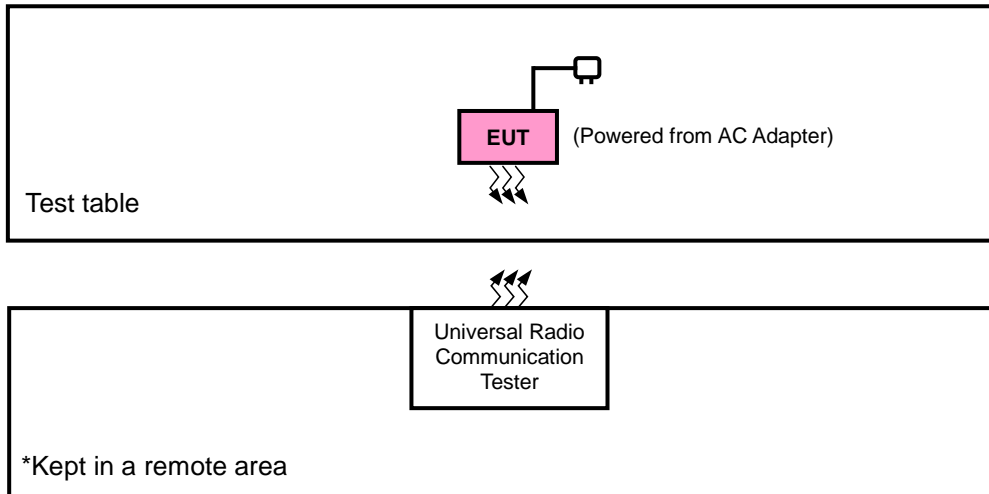 EUT
(Powered from AC Adapter)
Test table
Universal Radio
Communication
Tester
*Kept in a remote area